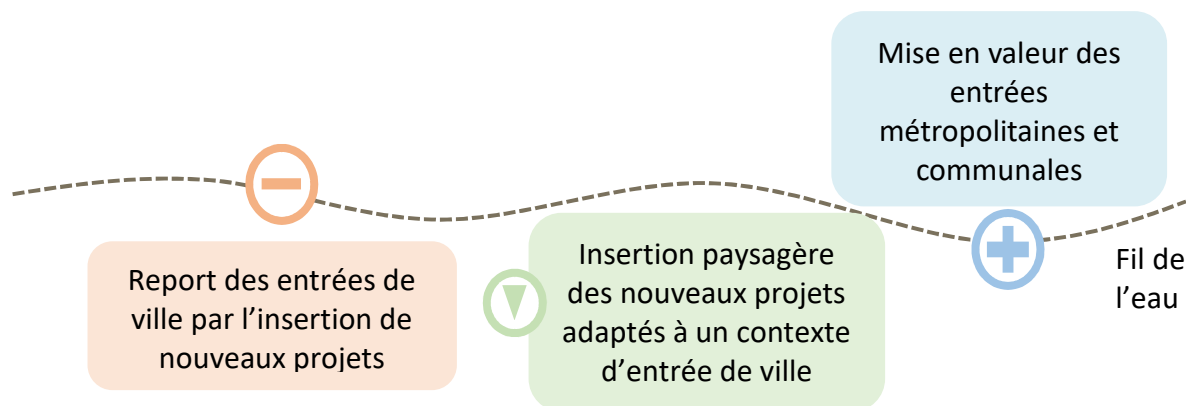 Mise en valeur des
entrées
métropolitaines et
communales
Report des entrées de
ville par l’insertion de
nouveaux projets
Insertion paysagère
des nouveaux projets
adaptés à un contexte
d’entrée de ville
Fil de
l’eau